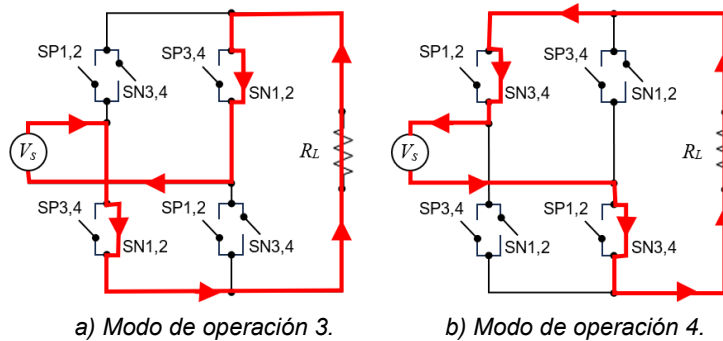 SP1,2
SN3,4
SP3,4
SN1,2
Vs
RL
SP3,4
SN1,2
SP1,2
SN3,4
a) Modo de operación 3.
SP1,2
SN3,4
SP3,4
SN1,2
Vs
RL
SP3,4
SN1,2
SP1,2
SN3,4
b) Modo de operación 4.